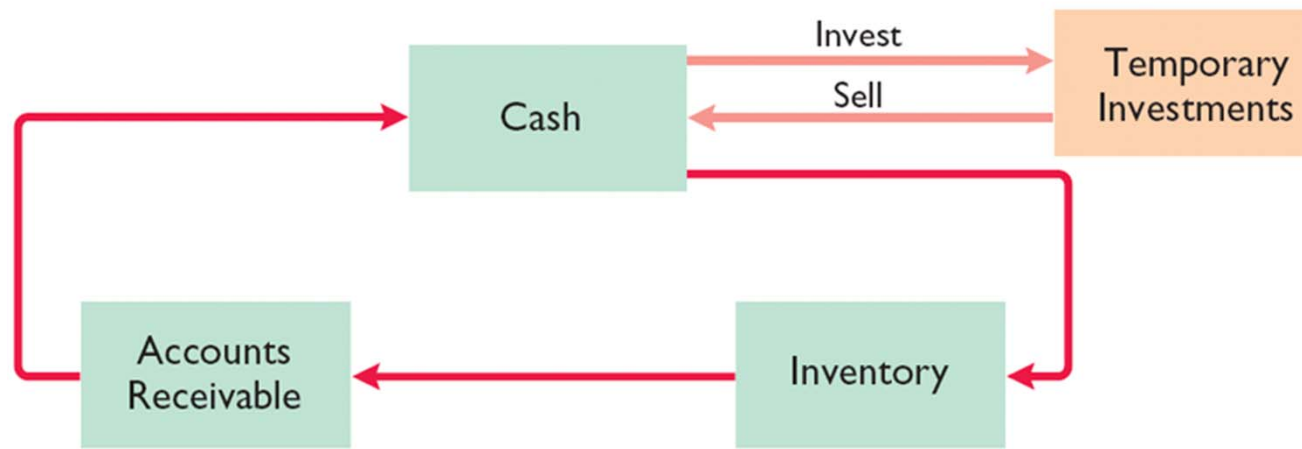 Invest
Temporary
Investments
Cash
Sell
Accounts
Receivable
Inventory